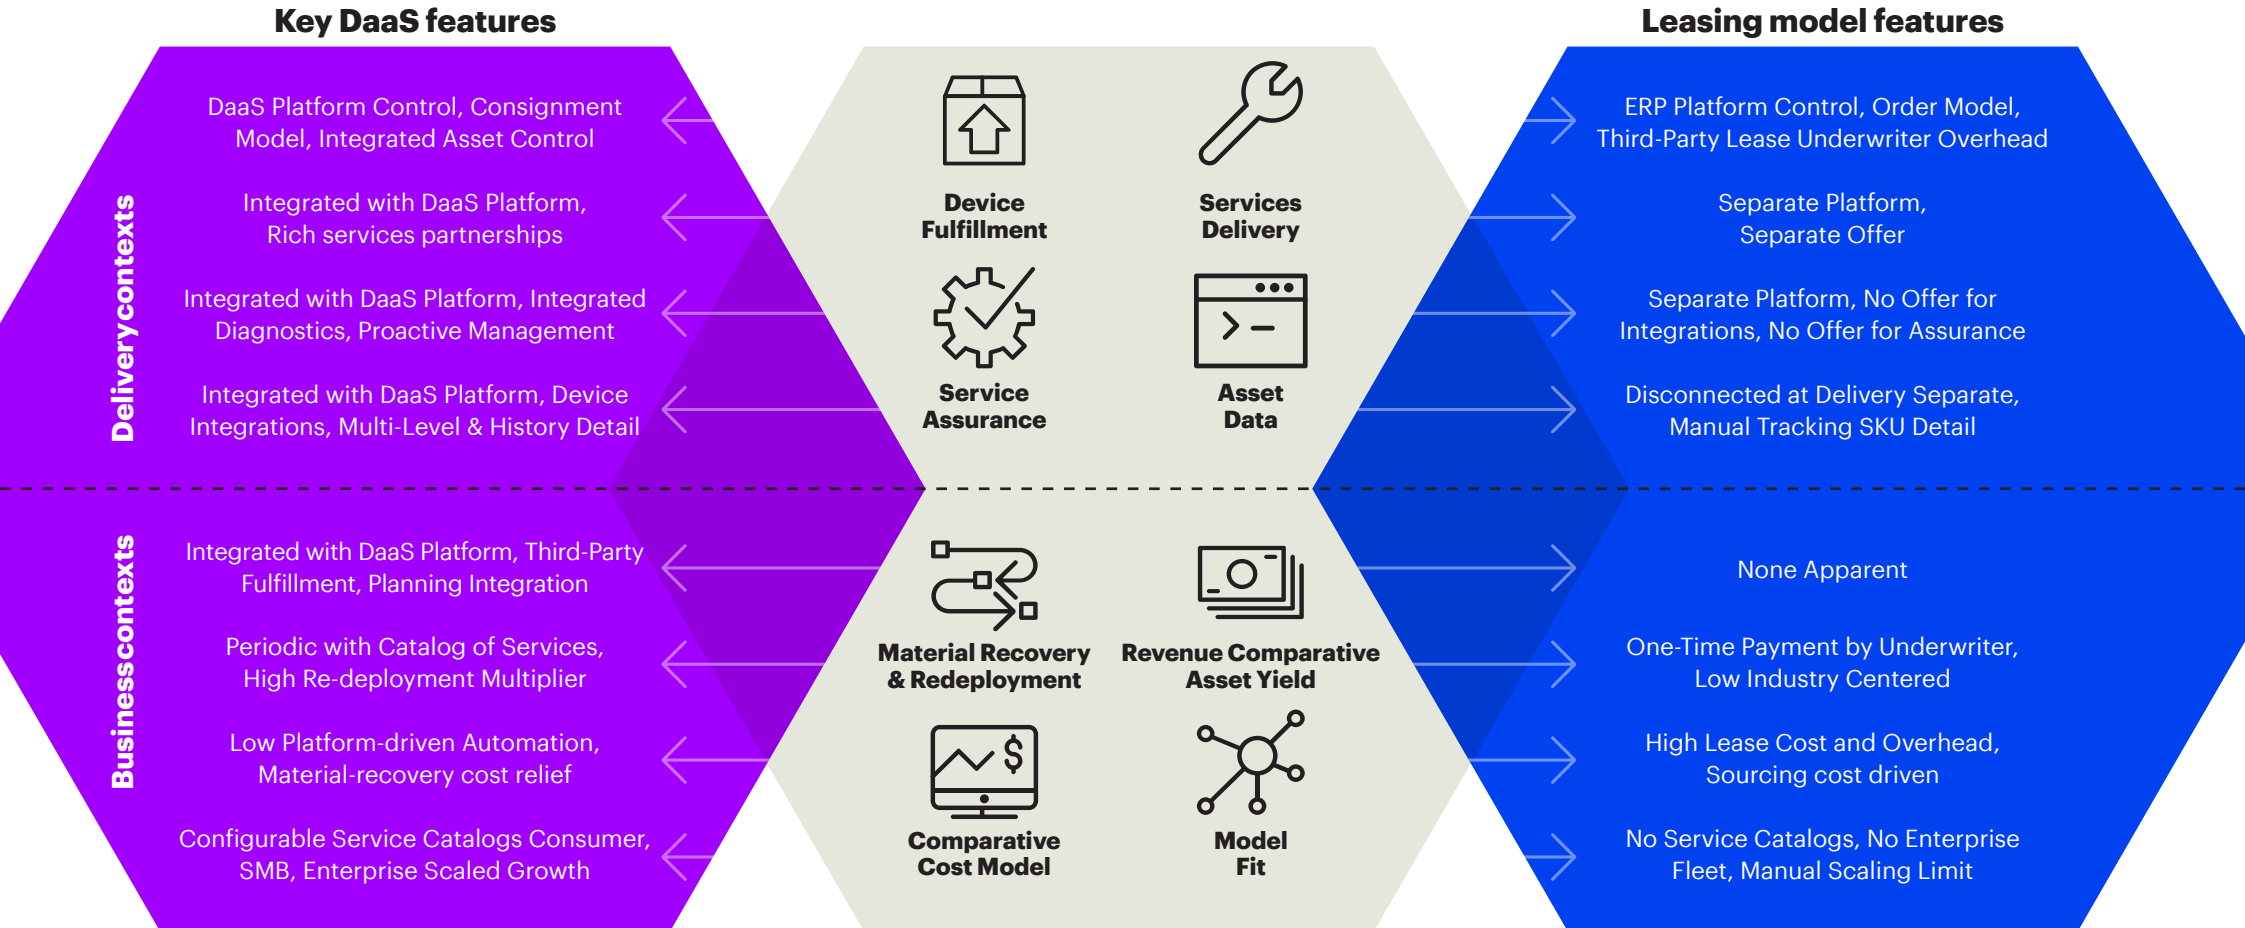 Key DaaS features
Leasing model features
Delivery contexts
DaaS Platform Control, Consignment
Model, Integrated Asset Control
Integrated with DaaS Platform,
Rich services partnerships
Integrated with DaaS Platform, Integrated
Diagnostics, Proactive Management
Integrated with DaaS Platform, Device
Integrations, Multi-Level & History Detail
Device
Fulfillment
Services
Delivery
Service
Assurance
Asset
Data
ERP Platform Control, Order Model,
Third-Party Lease Underwriter Overhead
Separate Platform,
Separate Offer
Separate Platform, No Offer for
Integrations, No Offer for Assurance
Disconnected at Delivery Separate,
Manual Tracking SKU Detail
Business contexts
Integrated with DaaS Platform, Third-Party
Fulfillment, Planning Integration
Periodic with Catalog of Services,
High Re-deployment Multiplier
Low Platform-driven Automation,
Material-recovery cost relief
Configurable Service Catalogs Consumer,
SMB, Enterprise Scaled Growth
Material Recovery
& Redeployment
Revenue Comparative
Asset Yield
$
Comparative
Cost Model
Model
Fit
None Apparent
One-Time Payment by Underwriter,
Low Industry Centered
High Lease Cost and Overhead,
Sourcing cost driven
No Service Catalogs, No Enterprise
Fleet, Manual Scaling Limit